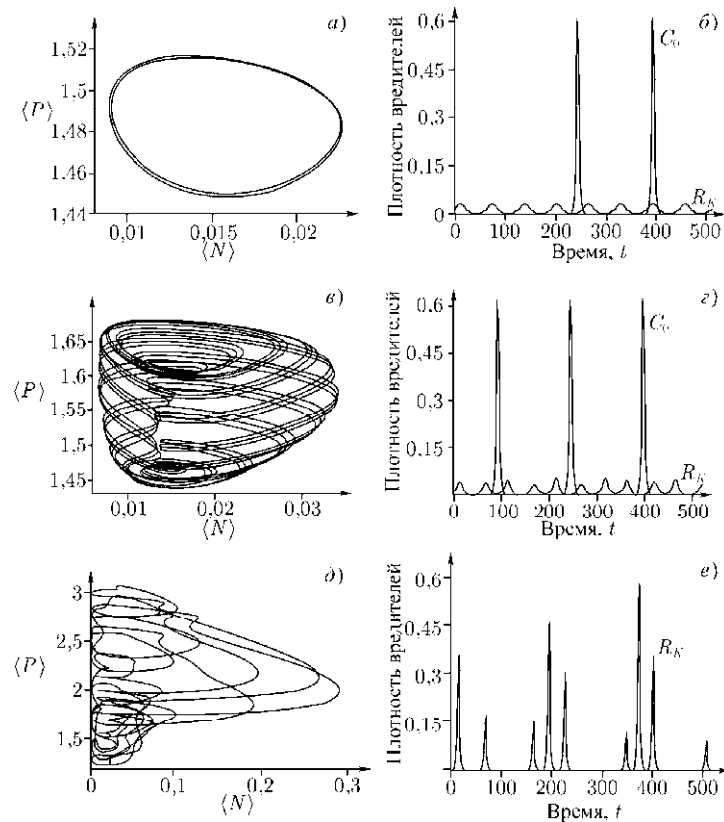 а)
1,52
1,5
⟨P⟩
1,48
1,46
1,44
0,01 0,015 0,02
⟨N⟩
б)
Плотность вредителей
0,6
0,45
0,3
0.15
0
C₀
R_K
0 100 200 300 400 500
Время, t
в)
1,65
1,6
⟨P⟩
1,55
1,5
1,45
0,01 0,02 0,03
⟨N⟩
г)
Плотность вредителей
0.6
0.45
0.3
0.15
C₀
R_K
0 100 200 300 400 500
Время, t
д)
3
2,5
⟨P⟩
2
1,5
0 0,1 0,2 0,3
⟨N⟩
е)
Плотность вредителей
0,6
0,45
0.3
0.15
R_K
0 100 200 300 400 500
Время, t